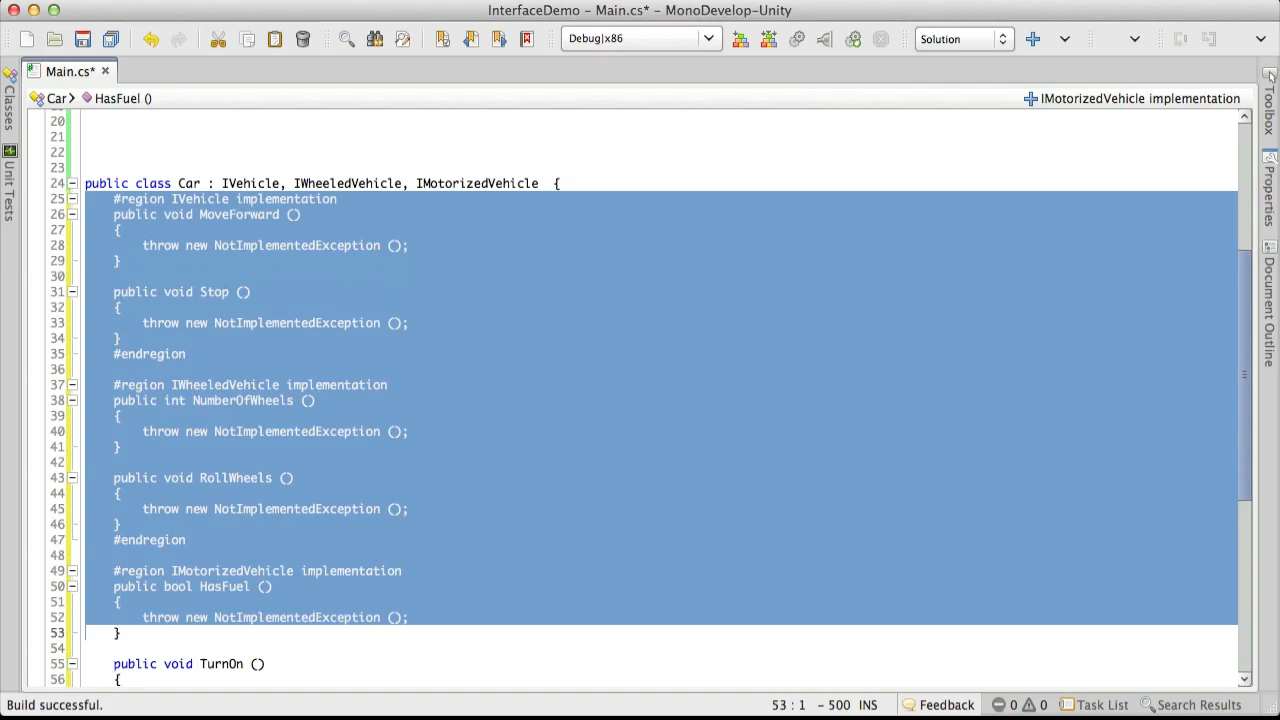 InterfaceDemo - Main.cs* - MonoDevelop-Unity
Debug|x86
Solution
Main.cs*
Car HasFuel () IMotorizedVehicle implementation
Classes
Unit Tests
Toolbox
Properties
Document Outline
20
21
22
23
24 public class Car : IVehicle, IWheeledVehicle, IMotorizedVehicle {
25 #region IVehicle implementation
26 public void MoveForward ()
27 {
28 throw new NotImplementedException ();
29 }
30
31 public void Stop ()
32 {
33 throw new NotImplementedException ();
34 }
35 #endregion
36
37 #region IWheeledVehicle implementation
38 public int NumberOfWheels ()
39 {
40 throw new NotImplementedException ();
41 }
42
43 public void RollWheels ()
44 {
45 throw new NotImplementedException ();
46 }
47 #endregion
48
49 #region IMotorizedVehicle implementation
50 public bool HasFuel ()
51 {
52 throw new NotImplementedException ();
53 }
54
55 public void TurnOn ()
56 {
Build successful. 53 : 1 - 500 INS Feedback 0 0 Task List Search Results